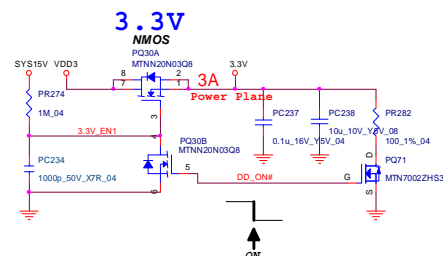 3.3V
NMOS
SYS15V
VDD3
PQ30A
MTNN20N03Q8
3.3V
8
7
2
1
3A
Power Plane
3
PR274
1M_04
3.3V_EN1
4
PQ30B
MTNN20N03Q8
PC237
0.1u_16V_Y5V_04
PC238
10u_10V_Y5V_08
PR282
100_1%_04
PC234
1000p_50V_X7R_04
5
6
DD_ON#
D
G
S
PQ71
MTN7002ZHS3
ON